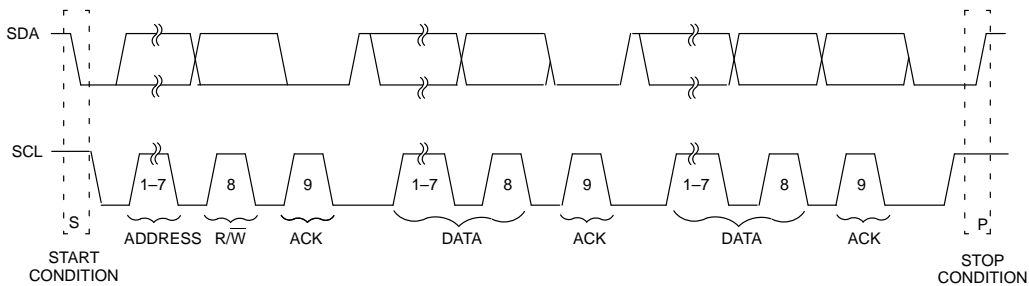 SDA
SCL
1–7 8 9 1–7 8 9 1–7 8 9
S P
ADDRESS R/W̅ ACK DATA ACK DATA ACK
START
CONDITION
STOP
CONDITION